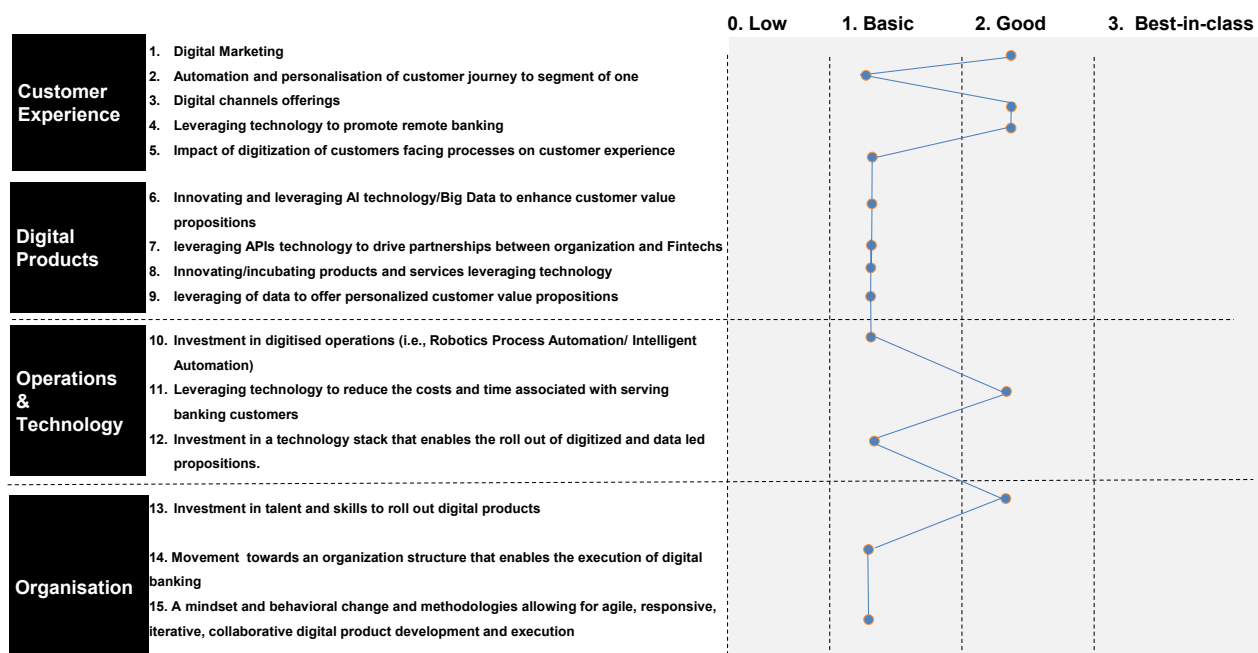 0. Low 1. Basic 2. Good 3. Best-in-class
Customer
Experience
1. Digital Marketing
2. Automation and personalisation of customer journey to segment of one
3. Digital channels offerings
4. Leveraging technology to promote remote banking
5. Impact of digitization of customers facing processes on customer experience
Digital
Products
6. Innovating and leveraging AI technology/Big Data to enhance customer value
propositions
7. leveraging APIs technology to drive partnerships between organization and Fintechs
8. Innovating/incubating products and services leveraging technology
9. leveraging of data to offer personalized customer value propositions
Operations
&
Technology
10. Investment in digitised operations (i.e., Robotics Process Automation/ Intelligent
Automation)
11. Leveraging technology to reduce the costs and time associated with serving
banking customers
12. Investment in a technology stack that enables the roll out of digitized and data led
propositions.
Organisation
13. Investment in talent and skills to roll out digital products
14. Movement towards an organization structure that enables the execution of digital
banking
15. A mindset and behavioral change and methodologies allowing for agile, responsive,
iterative, collaborative digital product development and execution